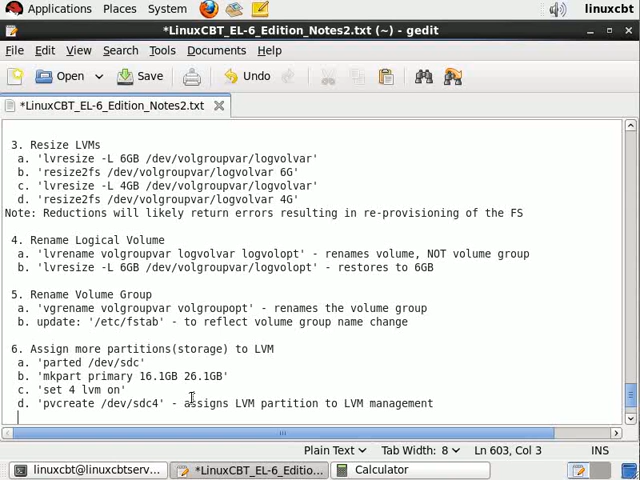 Applications Places System linuxcbt
*LinuxCBT_EL-6_Edition_Notes2.txt (~) - gedit
File Edit View Search Tools Documents Help
Open Save Undo
*LinuxCBT_EL-6_Edition_Notes2.txt
3. Resize LVMs
a. 'lvresize -L 6GB /dev/volgroupvar/logvolvar'
b. 'resize2fs /dev/volgroupvar/logvolvar 6G'
c. 'lvresize -L 4GB /dev/volgroupvar/logvolvar'
d. 'resize2fs /dev/volgroupvar/logvolvar 4G'
Note: Reductions will likely return errors resulting in re-provisioning of the FS
4. Rename Logical Volume
a. 'lvrename volgroupvar logvolvar logvolopt' - renames volume, NOT volume group
b. 'lvresize -L 6GB /dev/volgroupvar/logvolopt' - restores to 6GB
5. Rename Volume Group
a. 'vgrename volgroupvar volgroupopt' - renames the volume group
b. update: '/etc/fstab' - to reflect volume group name change
6. Assign more partitions(storage) to LVM
a. 'parted /dev/sdc'
b. 'mkpart primary 16.1GB 26.1GB'
c. 'set 4 lvm on'
d. 'pvcreate /dev/sdc4' - assigns LVM partition to LVM management
Plain Text Tab Width: 8 Ln 603, Col 3 INS
linuxcbt@linuxcbtserv... *LinuxCBT_EL-6_Editio... Calculator